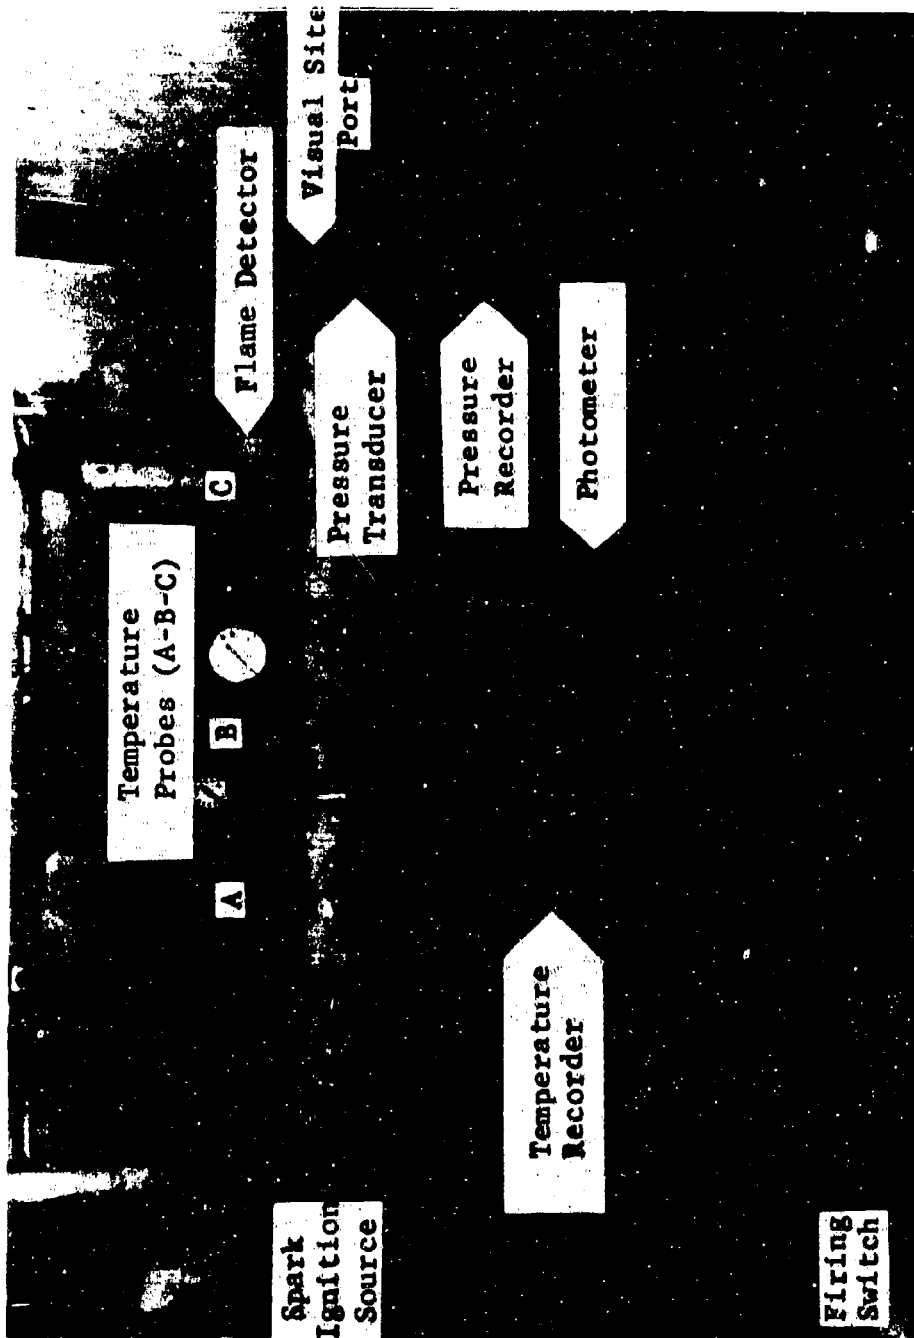 Temperature
Probes (A-B-C)
A
B
C
Flame Detector
Spark
Ignition
Source
Visual Site
Port
Pressure
Transducer
Pressure
Recorder
Temperature
Recorder
Photometer
Firing
Switch